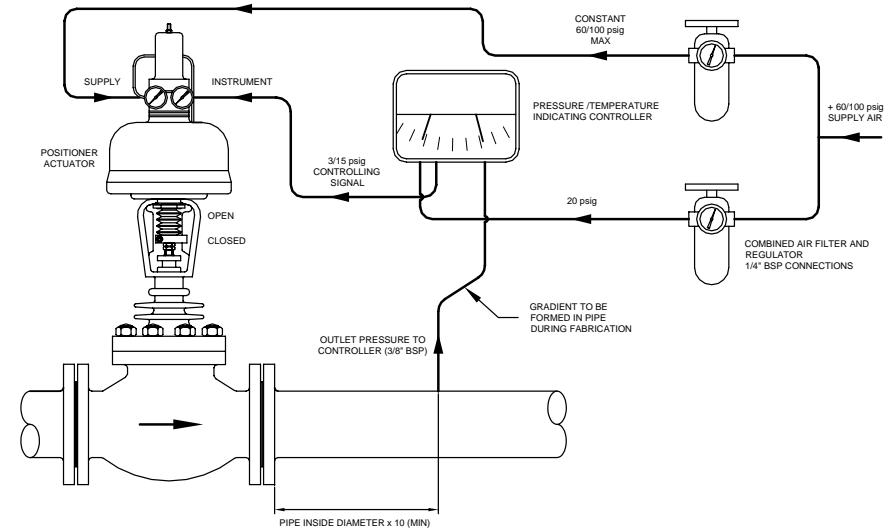 CONSTANT
60/100 psig
MAX
SUPPLY
INSTRUMENT
PRESSURE /TEMPERATURE
INDICATING CONTROLLER
+ 60/100 psig
SUPPLY AIR
POSITIONER
ACTUATOR
3/15 psig
CONTROLLING
SIGNAL
20 psig
OPEN
CLOSED
COMBINED AIR FILTER AND
REGULATOR
1/4" BSP CONNECTIONS
GRADIENT TO BE
FORMED IN PIPE
DURING FABRICATION
OUTLET PRESSURE TO
CONTROLLER (3/8" BSP)
PIPE INSIDE DIAMETER x 10 (MIN)